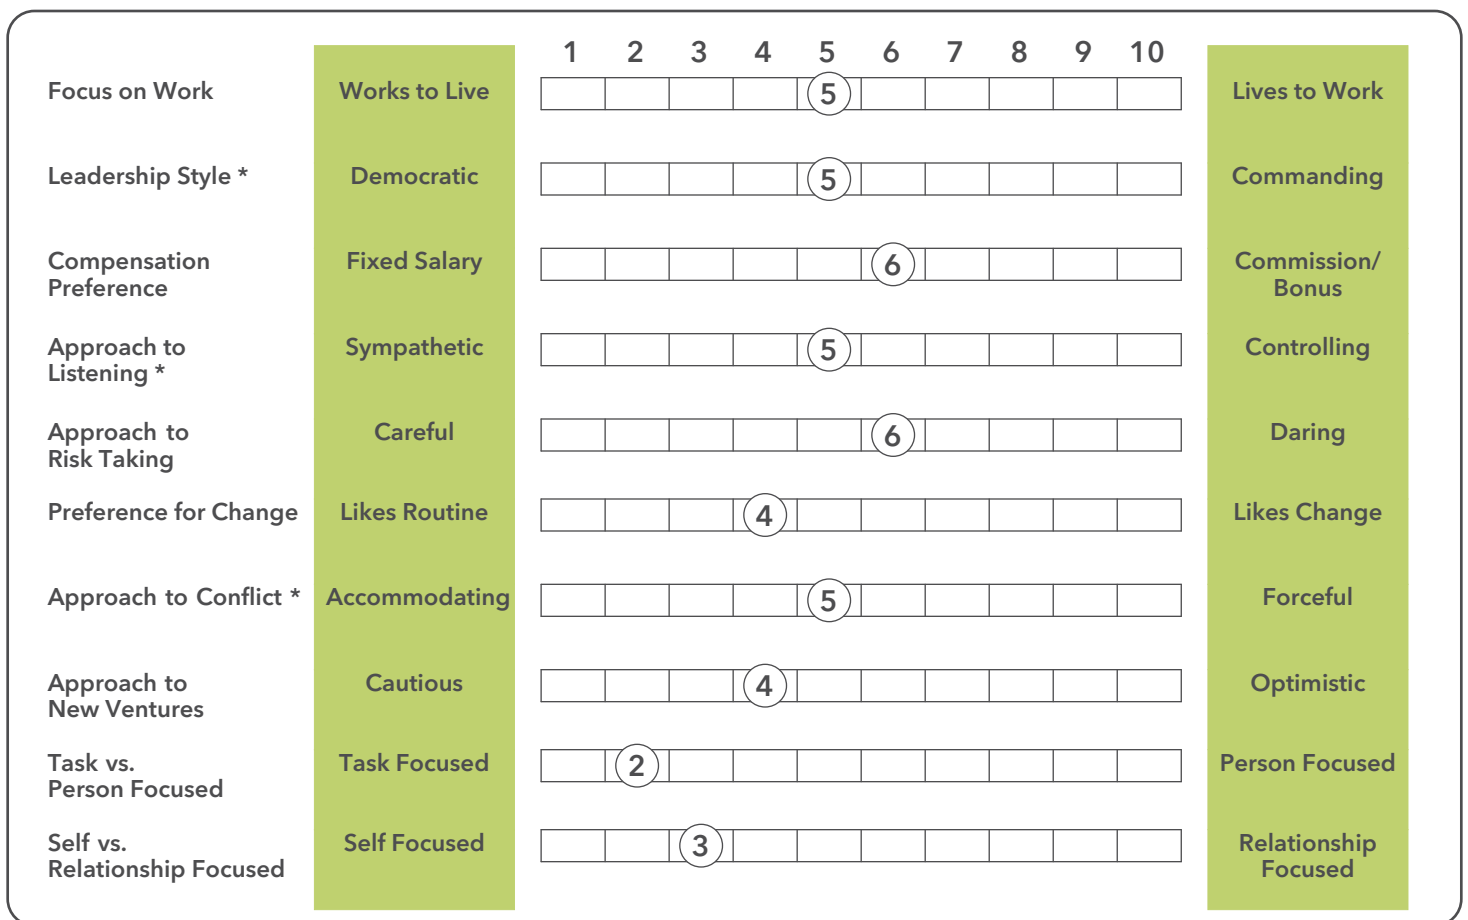 1 2 3 4 5 6 7 8 9 10
Focus on Work Works to Live 5 Lives to Work
Leadership Style * Democratic 5 Commanding
Compensation Fixed Salary 6 Commission/
Preference Bonus
Approach to Sympathetic 5 Controlling
Listening *
Approach to Careful 6 Daring
Risk Taking
Preference for Change Likes Routine 4 Likes Change
Approach to Conflict * Accommodating 5 Forceful
Approach to Cautious 4 Optimistic
New Ventures
Task vs. Task Focused 2 Person Focused
Person Focused
Self vs. Self Focused 3 Relationship
Relationship Focused Focused